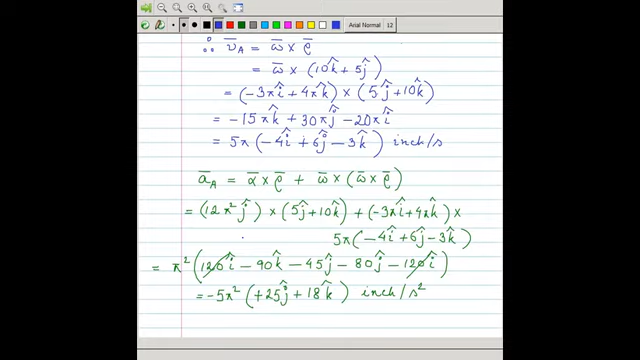 Arial Normal 12
∴ v̄_A = ω̄ × ρ̄
= ω̄ × (10k̂ + 5ĵ)
= (-3πî + 4πk̂) × (5ĵ + 10k̂)
= -15πk̂ + 30πĵ - 20πî
= 5π(-4î + 6ĵ - 3k̂) inch/s
ā_A = ᾱ × ρ̄ + ω̄ × (ω̄ × ρ̄)
= (12π² ĵ) × (5ĵ + 10k̂) + (-3πî + 4πk̂) ×
5π(-4î + 6ĵ - 3k̂)
= π² (120î - 90k̂ - 45ĵ - 80ĵ - 120î)
= -5π² (+25ĵ + 18k̂) inch/s²